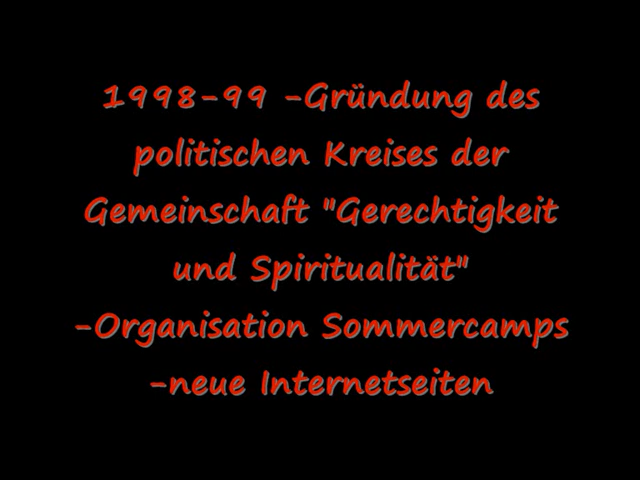 1998-99 -Gründung des
politischen Kreises der
Gemeinschaft "Gerechtigkeit
und Spiritualität"
-Organisation Sommercamps
-neue Internetseiten